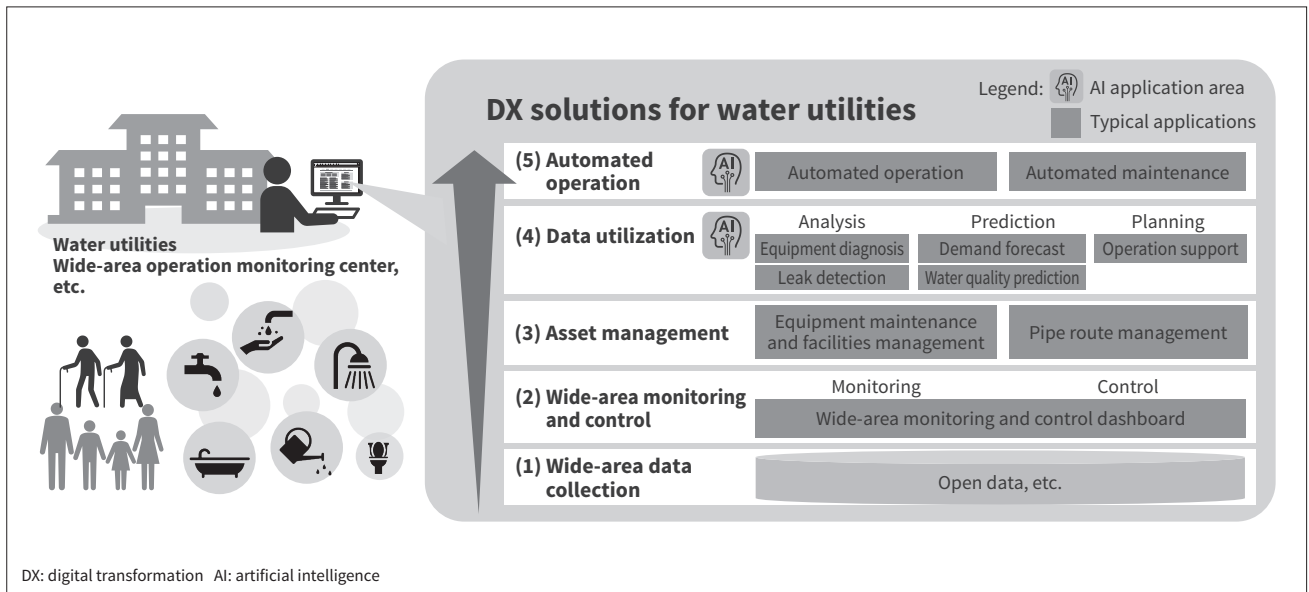 DX solutions for water utilities
Legend: AI AI application area
Typical applications
(5) Automated
operation
AI
Automated operation
Automated maintenance
(4) Data utilization
AI
Analysis
Prediction
Planning
Equipment diagnosis
Demand forecast
Operation support
Leak detection
Water quality prediction
(3) Asset management
Equipment maintenance
and facilities management
Pipe route management
(2) Wide-area monitoring
and control
Monitoring
Control
Wide-area monitoring and control dashboard
(1) Wide-area data
collection
Open data, etc.
Water utilities
Wide-area operation monitoring center,
etc.
DX: digital transformation AI: artificial intelligence